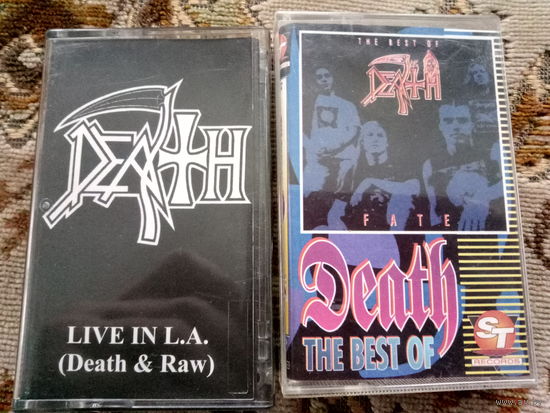 DEATH
LIVE IN L.A.
(Death & Raw)
THE BEST OF
DEATH
FATE
Death
THE BEST OF
ST
RECORDS